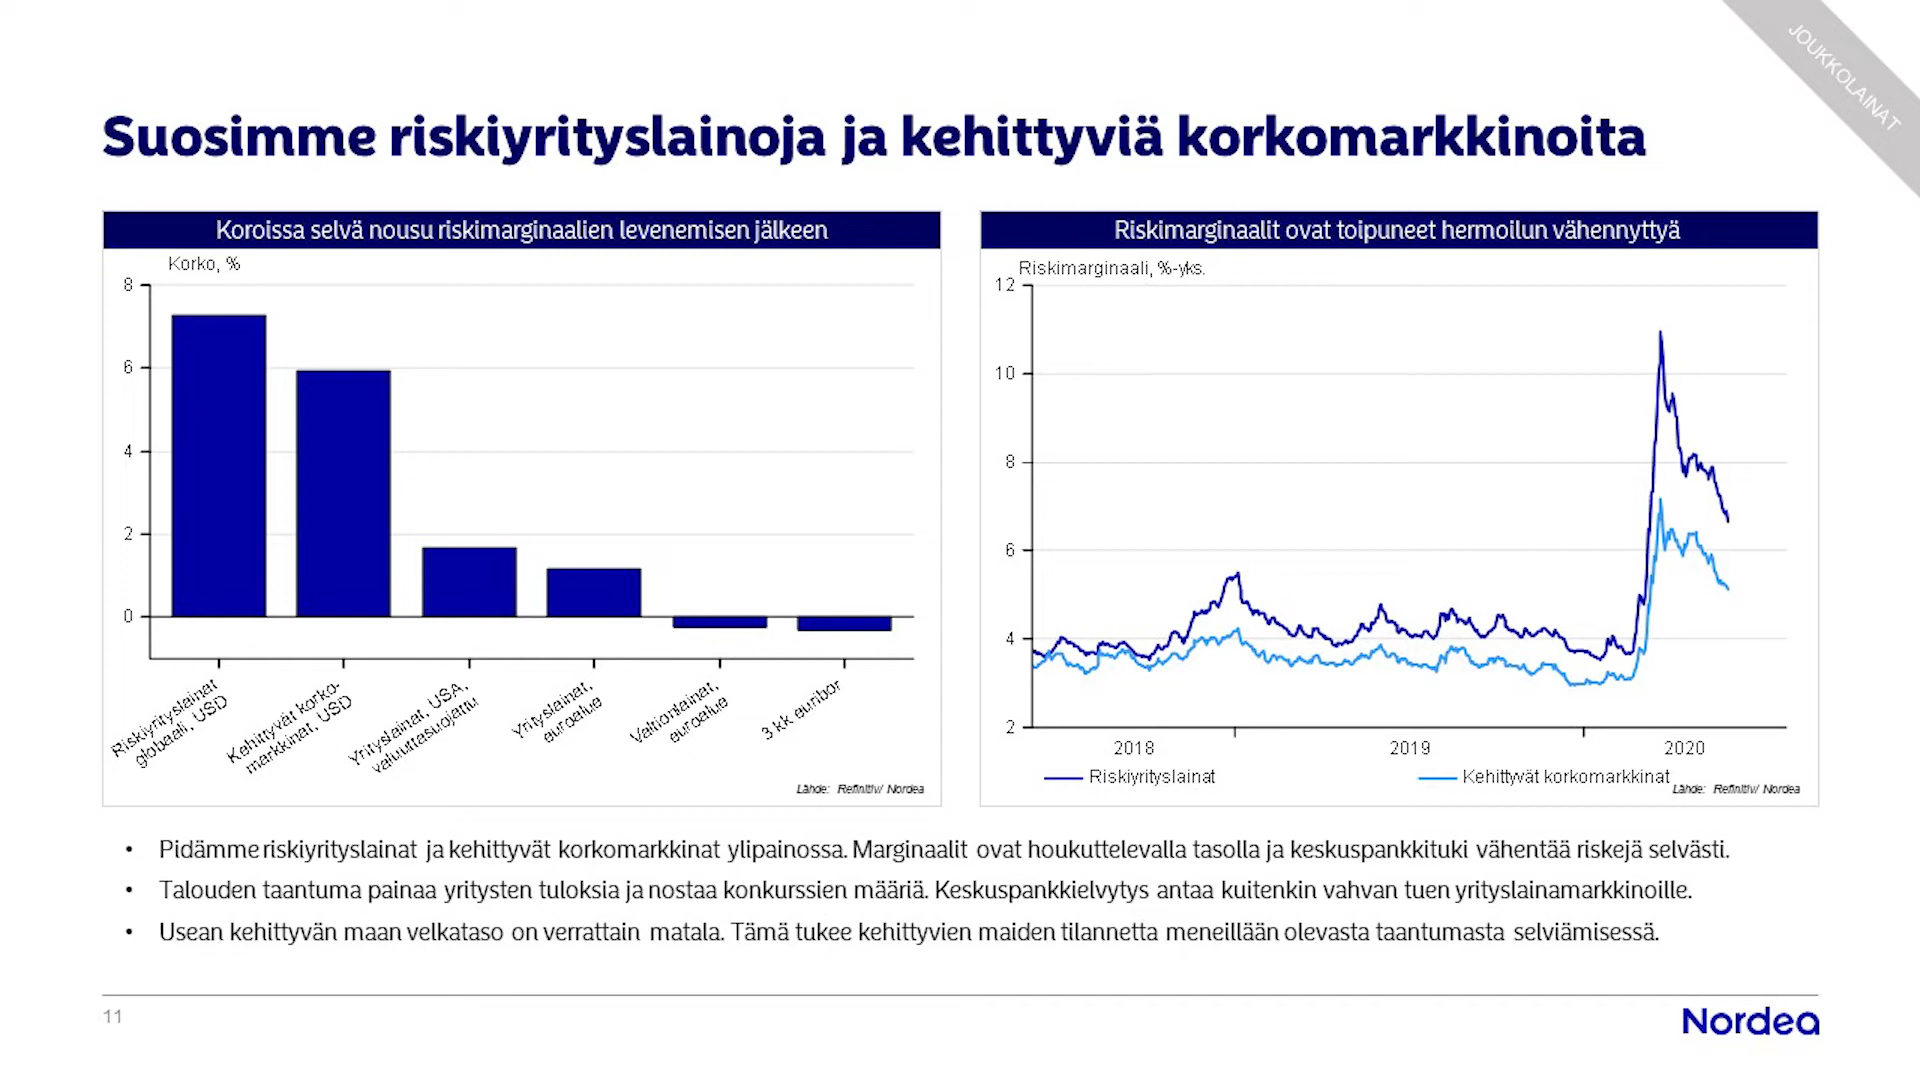 JOUKKOLAINAT
Suosimme riskiyrityslainoja ja kehittyviä korkomarkkinoita
Koroissa selvä nousu riskimarginaalien levenemisen jälkeen
Korko, %
8
6
4
2
0
Riskiyrityslainat
globaali, USD
Kehittyvät korko-
markkinat, USD
Yrityslainat, USA,
valuuttasuojattu
Yrityslainat,
euroalue
Valtionlainat,
euroalue
3 kk euribor
Lähde: Refinitiv/ Nordea
Riskimarginaalit ovat toipuneet hermoilun vähennyttyä
Riskimarginaali, %-yks.
12
10
8
6
4
2
2018 2019 2020
Riskiyrityslainat Kehittyvät korkomarkkinat
Lähde: Refinitiv/ Nordea
• Pidämme riskiyrityslainat ja kehittyvät korkomarkkinat ylipainossa. Marginaalit ovat houkuttelevalla tasolla ja keskuspankkituki vähentää riskejä selvästi.
• Talouden taantuma painaa yritysten tuloksia ja nostaa konkurssien määriä. Keskuspankkielvytys antaa kuitenkin vahvan tuen yrityslainamarkkinoille.
• Usean kehittyvän maan velkataso on verrattain matala. Tämä tukee kehittyvien maiden tilannetta meneillään olevasta taantumasta selviämisessä.
11
Nordea